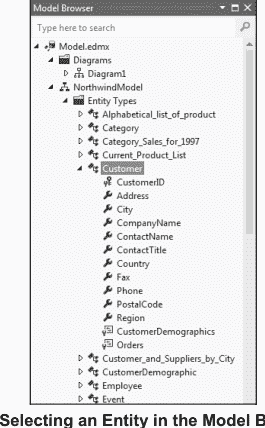 Model Browser
Type here to search
Model.edmx
Diagrams
Diagram1
NorthwindModel
Entity Types
Alphabetical_list_of_product
Category
Category_Sales_for_1997
Current_Product_List
Customer
CustomerID
Address
City
CompanyName
ContactName
ContactTitle
Country
Fax
Phone
PostalCode
Region
CustomerDemographics
Orders
Customer_and_Suppliers_by_City
CustomerDemographic
Employee
Event
Selecting an Entity in the Model B